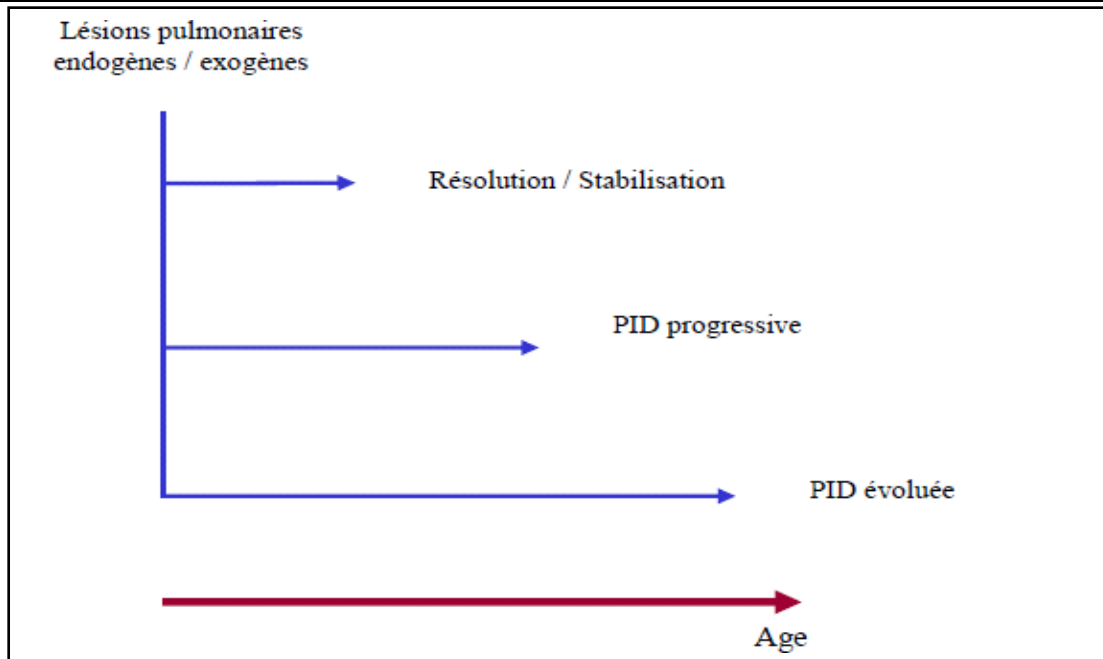 Lésions pulmonaires
endogènes / exogènes
Résolution / Stabilisation
PID progressive
PID évoluée
Age